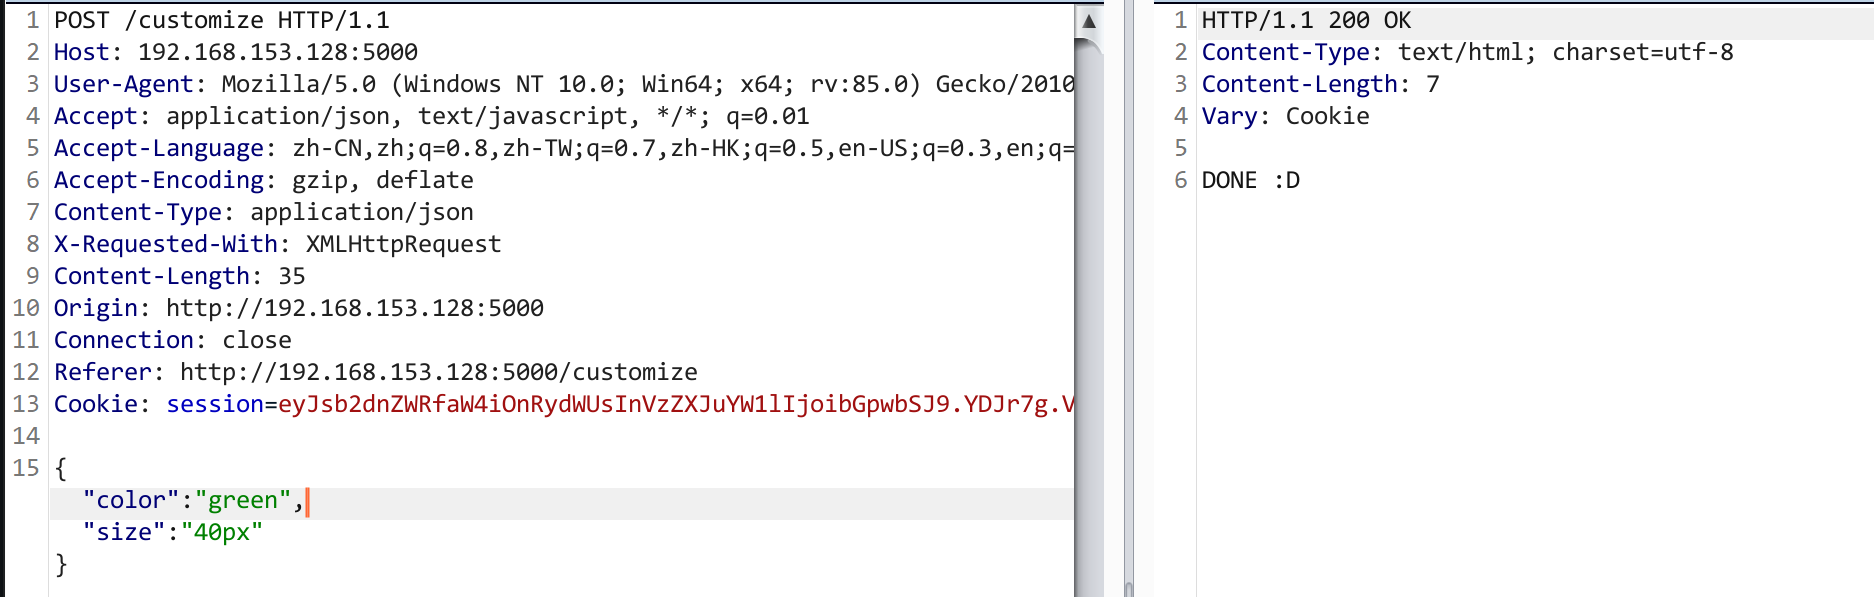 1 POST /customize HTTP/1.1
2 Host: 192.168.153.128:5000
3 User-Agent: Mozilla/5.0 (Windows NT 10.0; Win64; x64; rv:85.0) Gecko/2010
4 Accept: application/json, text/javascript, */*; q=0.01
5 Accept-Language: zh-CN,zh;q=0.8,zh-TW;q=0.7,zh-HK;q=0.5,en-US;q=0.3,en;q=
6 Accept-Encoding: gzip, deflate
7 Content-Type: application/json
8 X-Requested-With: XMLHttpRequest
9 Content-Length: 35
10 Origin: http://192.168.153.128:5000
11 Connection: close
12 Referer: http://192.168.153.128:5000/customize
13 Cookie: session=eyJsb2dnZWRfaW4iOnRydWUsInVzZXJuYW1lIjoibGpwbSJ9.YDJr7g.V
14
15 {
"color":"green",
"size":"40px"
}
1 HTTP/1.1 200 OK
2 Content-Type: text/html; charset=utf-8
3 Content-Length: 7
4 Vary: Cookie
5
6 DONE :D